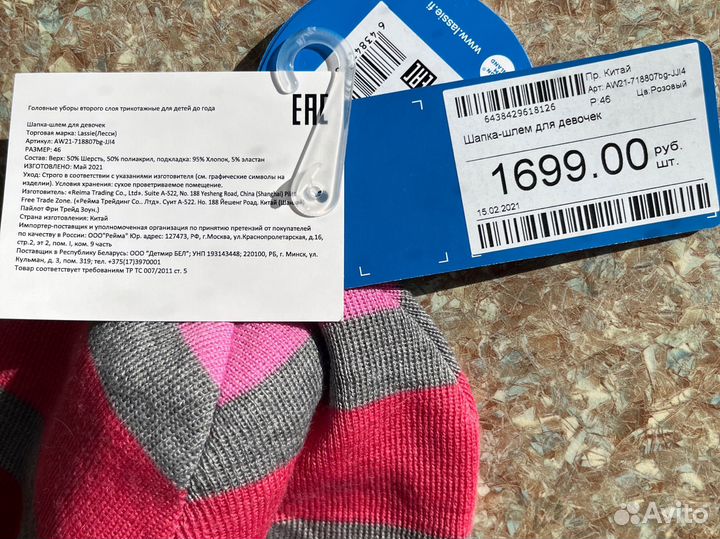 Головные уборы второго слоя трикотажные для детей до года
EAC
Шапка-шлем для девочек
Торговая марка: Lassie(Лесси)
Артикул: AW21-718807bg-JJI4
РАЗМЕР: 46
Состав: Верх: 50% Шерсть, 50% полиакрил, подкладка: 95% Хлопок, 5% эластан
ИЗГОТОВЛЕНО: Май 2021
Уход: Строго в соответствии с указаниями изготовителя (см. графические символы на
изделии). Условия хранения: сухое проветриваемое помещение.
Изготовитель: «Reima Trading Co., Ltd». Suite A-522, No. 188 Yesheng Road, China (Shanghai) Pilot
Free Trade Zone. («Рейма Трейдинг Со., Лтд». Суит А-522. Но. 188 Йешенг Роад. Китай (Шанхай)
Пайлот Фри Трейд Зоун.)
Страна изготовления: Китай
Импортер-поставщик и уполномоченная организация по принятию претензий от покупателей
по качеству в России: ООО"Рейма" Юр. адрес: 127473, РФ, г.Москва, ул.Краснопролетарская, д.16,
стр.2, эт 2, пом. I, ком. 9 часть
Поставщик в Республику Беларусь: ООО "Детмир БЕЛ"; УНП 193143448; 220100, РБ, г. Минск, ул.
Кульман, д. 3, пом. 319; тел. +375(17)3970001
Товар соответствует требованиям ТР ТС 007/2011 ст. 5
www.lassie.fi
Пр. Китай
Арт: AW21-718807bg-JJI4
Р:46 Цв:Розовый
6438429618126
Шапка-шлем для девочек
1699.00 руб.
шт.
15.02.2021
Avito